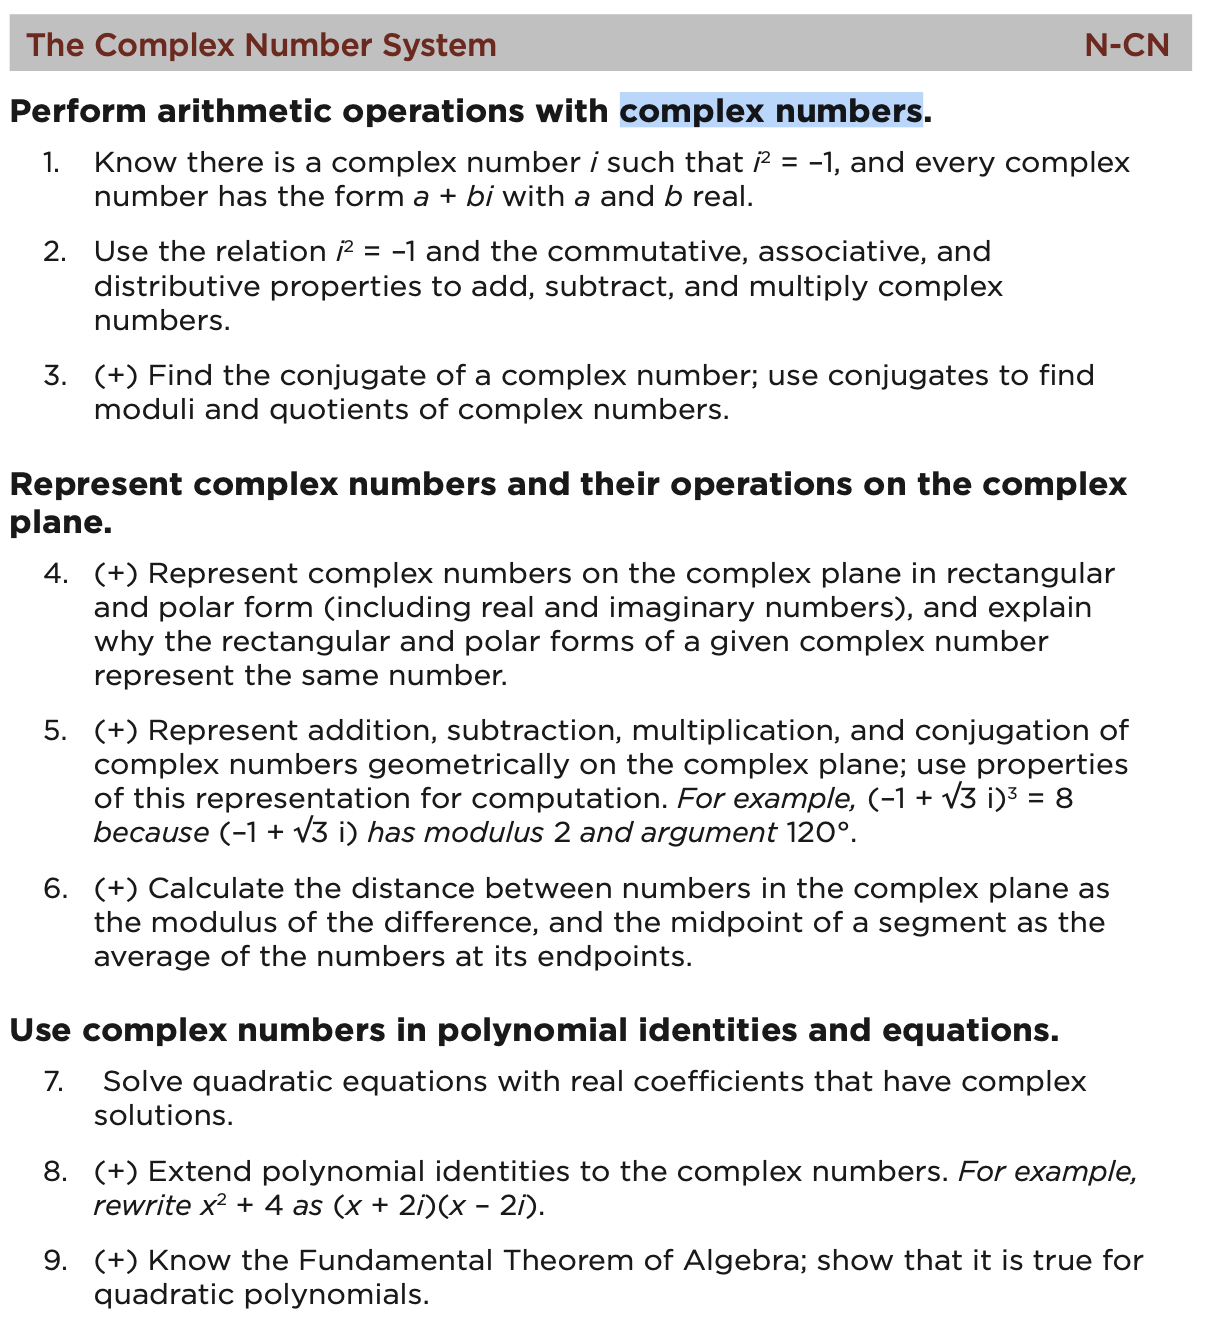 The Complex Number System N-CN
Perform arithmetic operations with complex numbers.
1. Know there is a complex number i such that i² = –1, and every complex
number has the form a + bi with a and b real.
2. Use the relation i² = –1 and the commutative, associative, and
distributive properties to add, subtract, and multiply complex
numbers.
3. (+) Find the conjugate of a complex number; use conjugates to find
moduli and quotients of complex numbers.
Represent complex numbers and their operations on the complex
plane.
4. (+) Represent complex numbers on the complex plane in rectangular
and polar form (including real and imaginary numbers), and explain
why the rectangular and polar forms of a given complex number
represent the same number.
5. (+) Represent addition, subtraction, multiplication, and conjugation of
complex numbers geometrically on the complex plane; use properties
of this representation for computation. For example, (–1 + √3 i)³ = 8
because (–1 + √3 i) has modulus 2 and argument 120°.
6. (+) Calculate the distance between numbers in the complex plane as
the modulus of the difference, and the midpoint of a segment as the
average of the numbers at its endpoints.
Use complex numbers in polynomial identities and equations.
7. Solve quadratic equations with real coefficients that have complex
solutions.
8. (+) Extend polynomial identities to the complex numbers. For example,
rewrite x² + 4 as (x + 2i)(x – 2i).
9. (+) Know the Fundamental Theorem of Algebra; show that it is true for
quadratic polynomials.